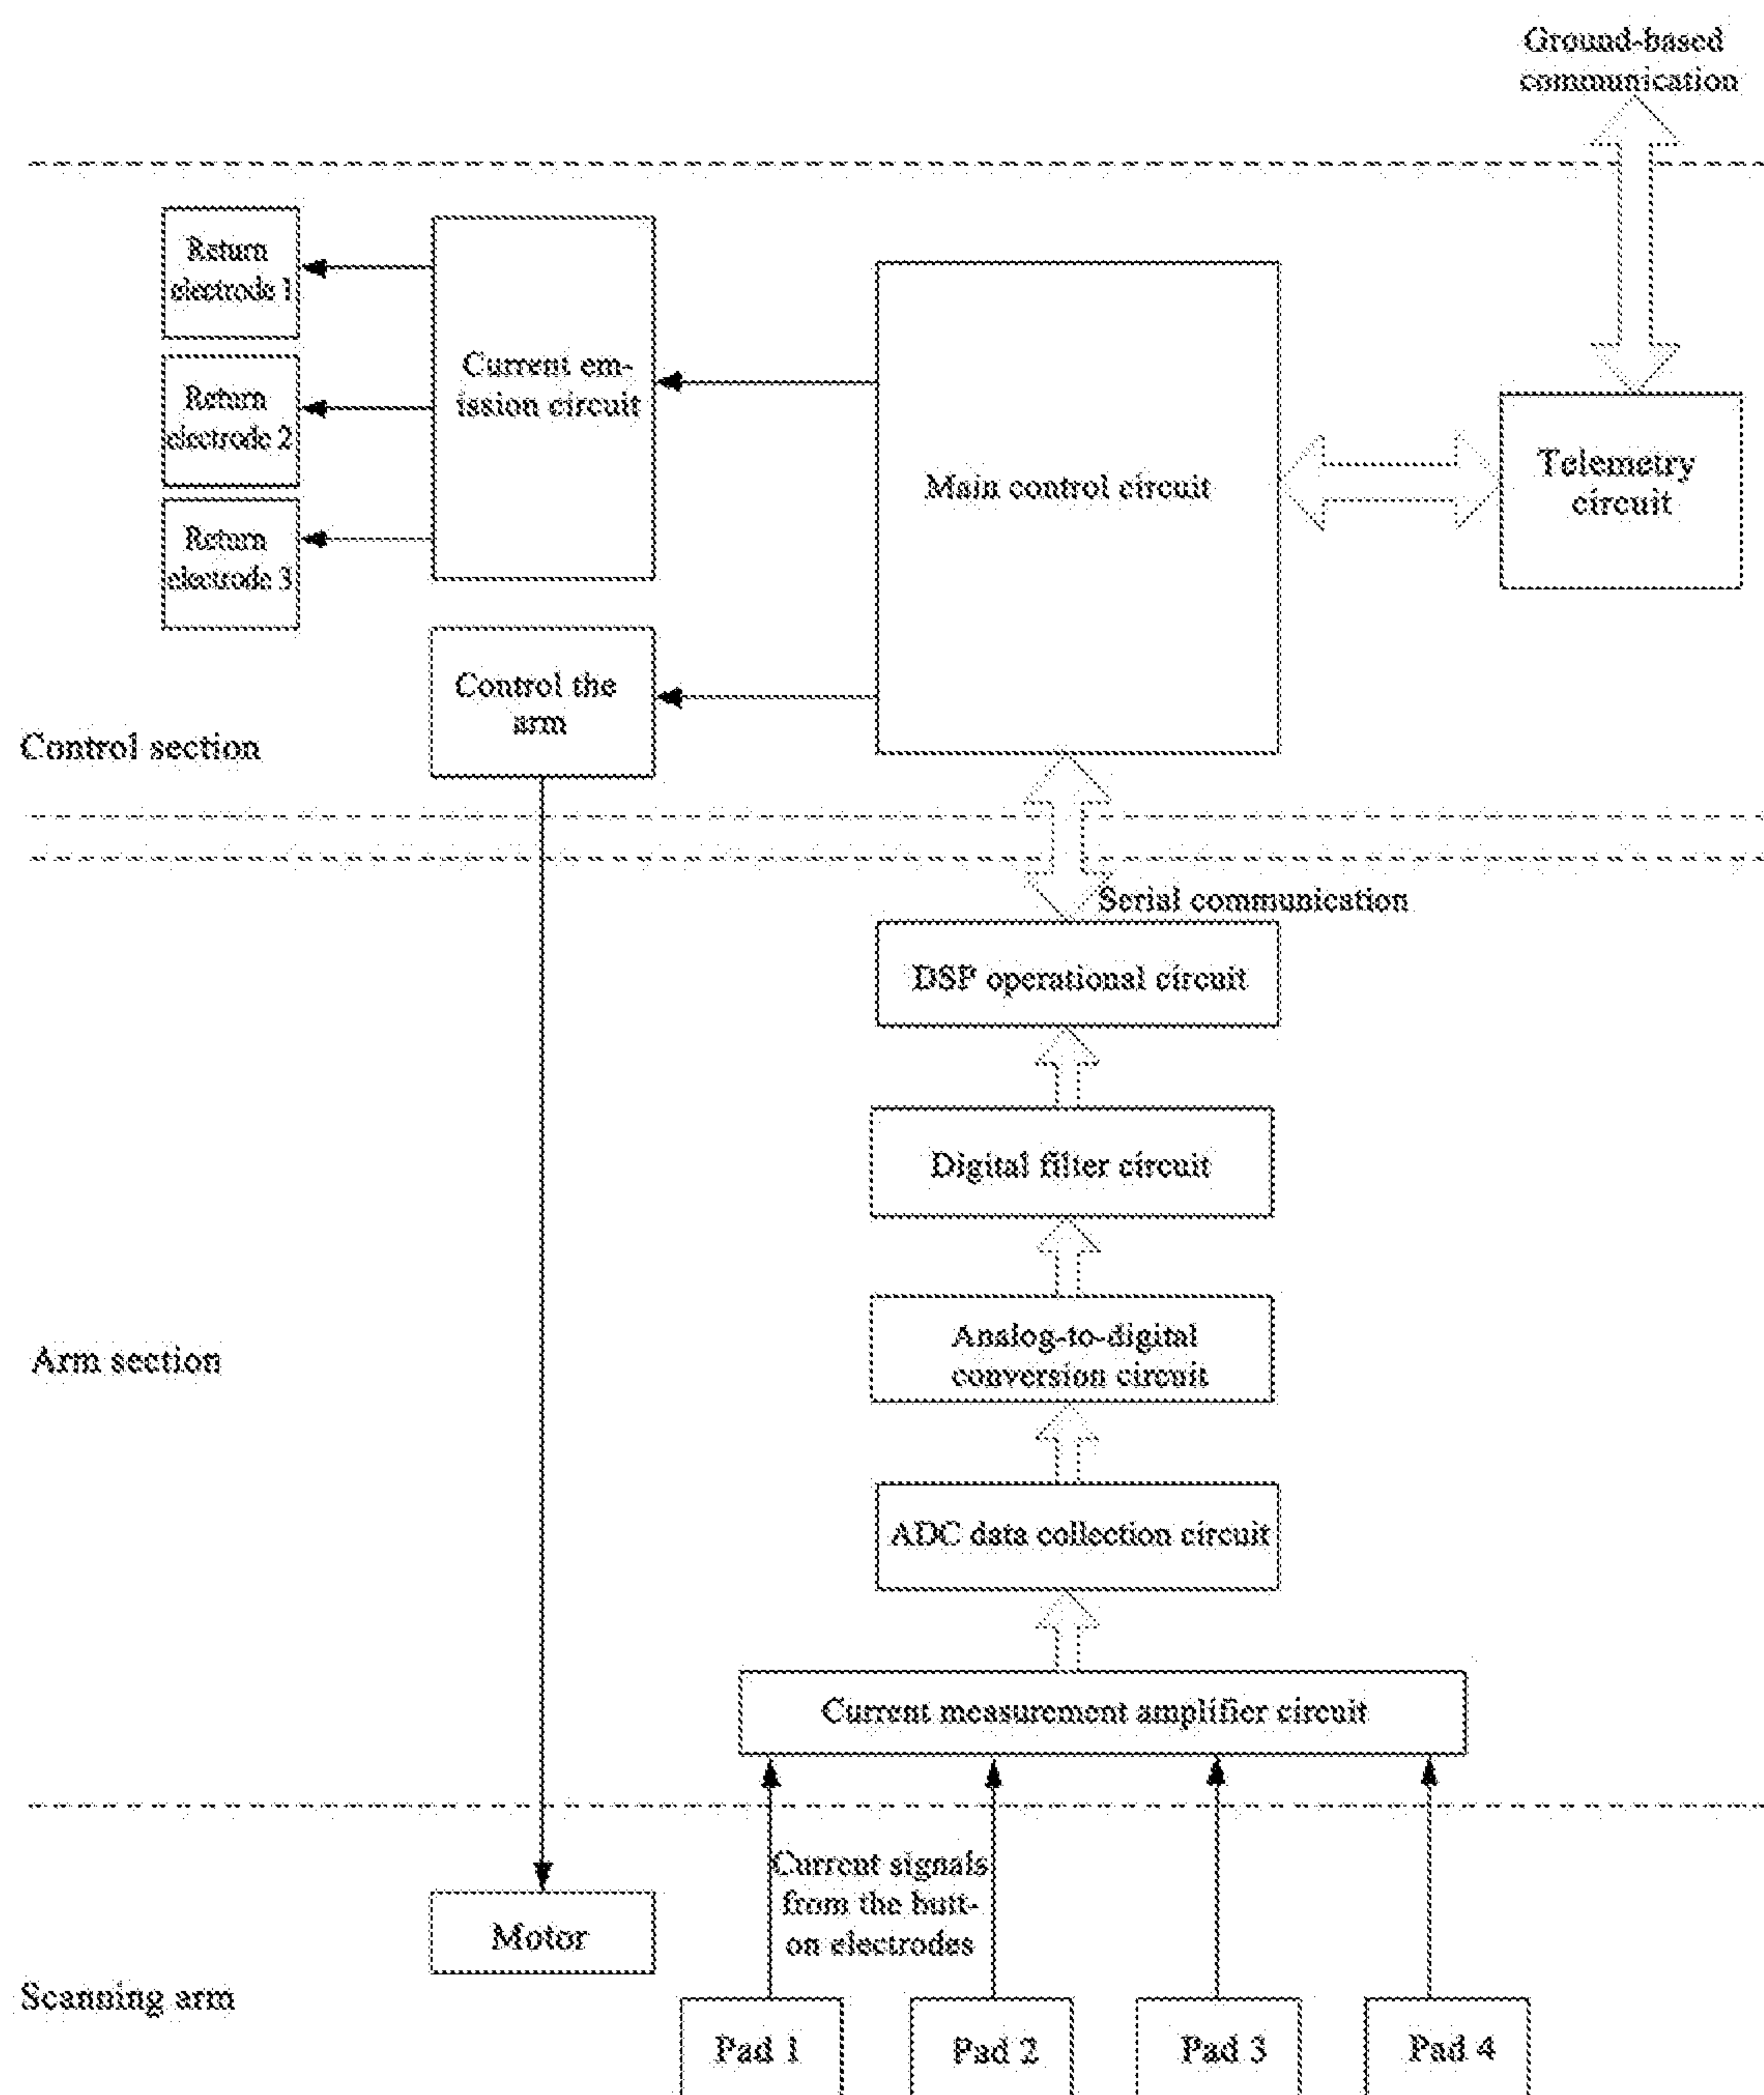 Ground-based
communication
Return
electrode 1
Current em-
ission circuit
Return
electrode 2
Main control circuit
Telemetry
circuit
Return
electrode 3
Control the
arm
Control section
Serial communication
DSP operational circuit
Digital filter circuit
Analog-to-digital
conversion circuit
Arm section
ADC data collection circuit
Current measurement amplifier circuit
Current signals
from the butt-
on electrodes
Motor
Scanning arm
Pad 1
Pad 2
Pad 3
Pad 4